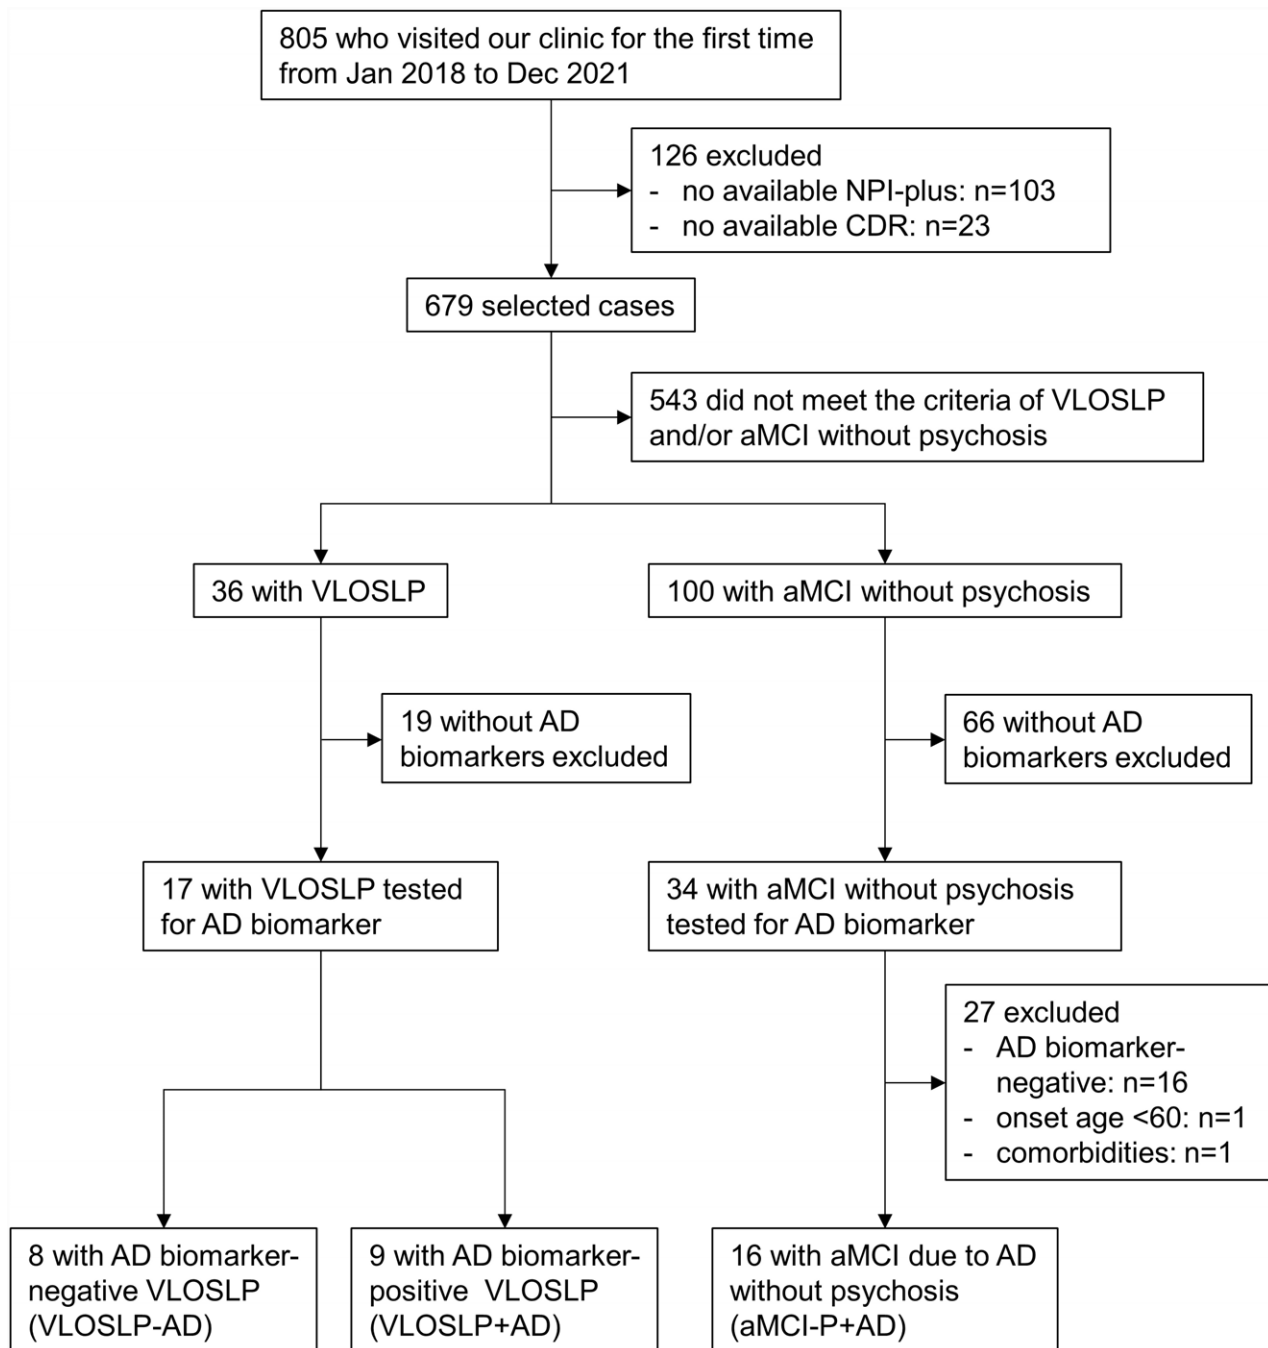 805 who visited our clinic for the first time
from Jan 2018 to Dec 2021
126 excluded
- no available NPI-plus: n=103
- no available CDR: n=23
679 selected cases
543 did not meet the criteria of VLOSLP
and/or aMCI without psychosis
36 with VLOSLP
100 with aMCI without psychosis
19 without AD
biomarkers excluded
66 without AD
biomarkers excluded
17 with VLOSLP tested
for AD biomarker
34 with aMCI without psychosis
tested for AD biomarker
27 excluded
- AD biomarker-
negative: n=16
- onset age <60: n=1
- comorbidities: n=1
8 with AD biomarker-
negative VLOSLP
(VLOSLP-AD)
9 with AD biomarker-
positive VLOSLP
(VLOSLP+AD)
16 with aMCI due to AD
without psychosis
(aMCI-P+AD)